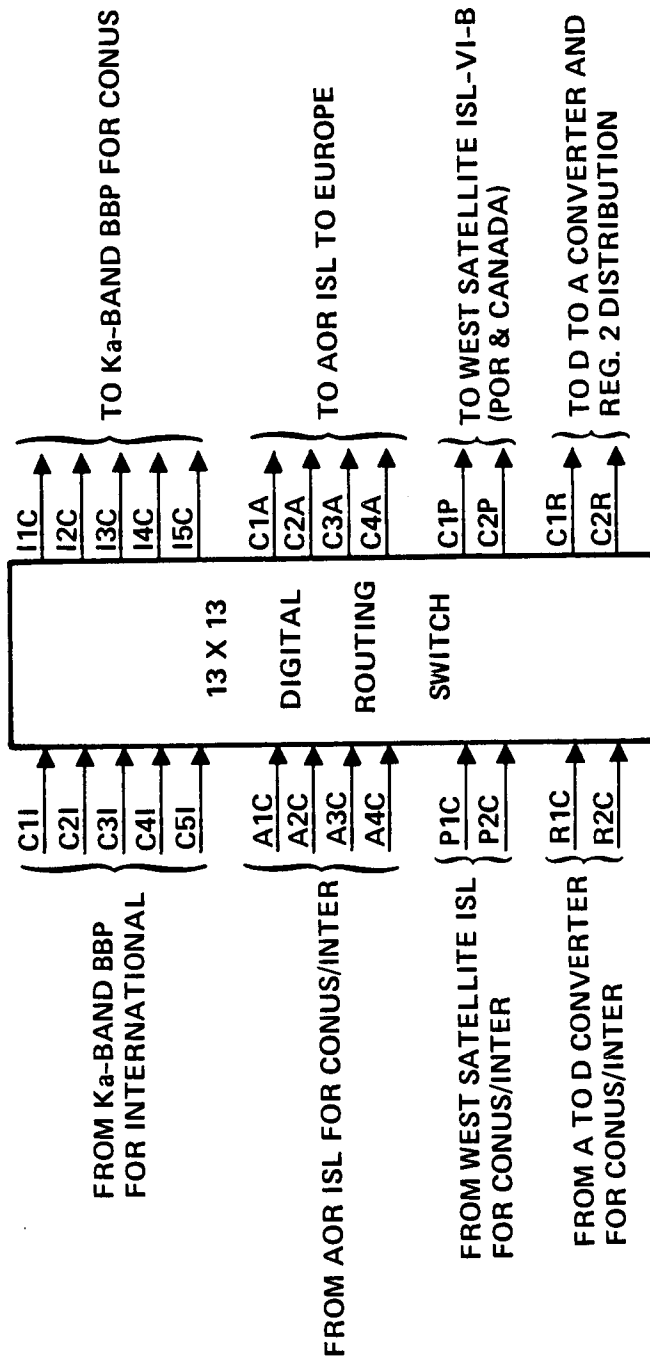 FROM Ka-BAND BBP
FOR INTERNATIONAL
C1I
C2I
C3I
C4I
C5I
FROM AOR ISL FOR CONUS/INTER
A1C
A2C
A3C
A4C
FROM WEST SATELLITE ISL
FOR CONUS/INTER
P1C
P2C
FROM A TO D CONVERTER
FOR CONUS/INTER
R1C
R2C
13 X 13
DIGITAL
ROUTING
SWITCH
I1C
I2C
I3C
I4C
I5C
TO Ka-BAND BBP FOR CONUS
C1A
C2A
C3A
C4A
TO AOR ISL TO EUROPE
C1P
C2P
TO WEST SATELLITE ISL-VI-B
(POR & CANADA)
C1R
C2R
TO D TO A CONVERTER AND
REG. 2 DISTRIBUTION